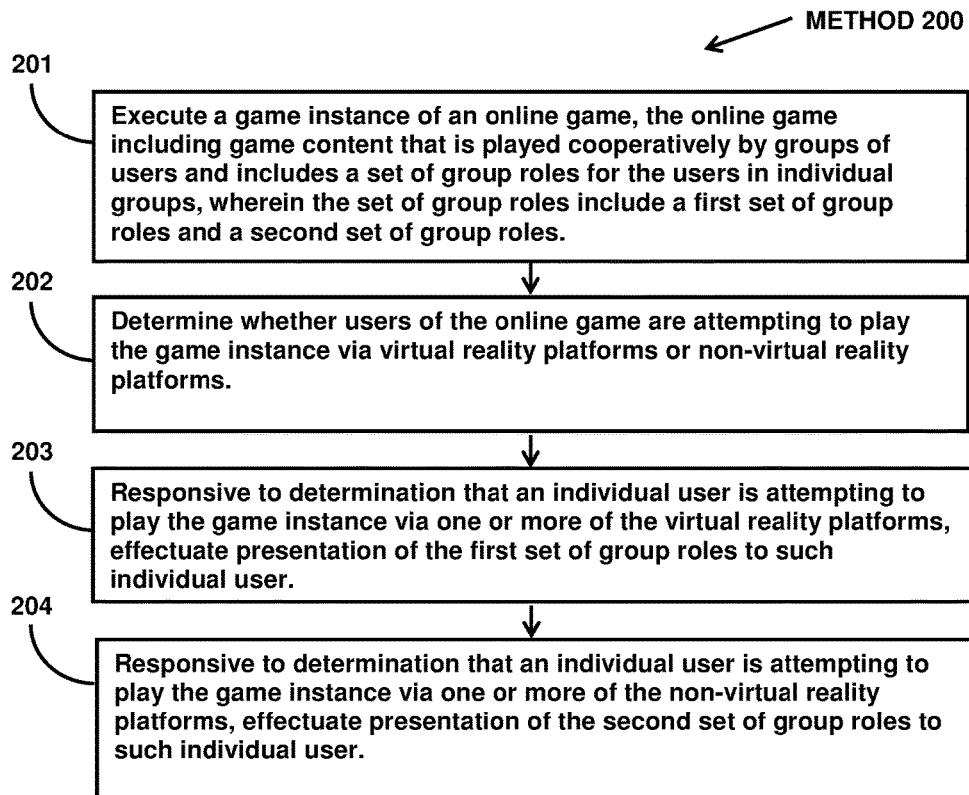 METHOD 200
201
Execute a game instance of an online game, the online game
including game content that is played cooperatively by groups of
users and includes a set of group roles for the users in individual
groups, wherein the set of group roles include a first set of group
roles and a second set of group roles.
202
Determine whether users of the online game are attempting to play
the game instance via virtual reality platforms or non-virtual reality
platforms.
203
Responsive to determination that an individual user is attempting to
play the game instance via one or more of the virtual reality platforms,
effectuate presentation of the first set of group roles to such
individual user.
204
Responsive to determination that an individual user is attempting to
play the game instance via one or more of the non-virtual reality
platforms, effectuate presentation of the second set of group roles to
such individual user.